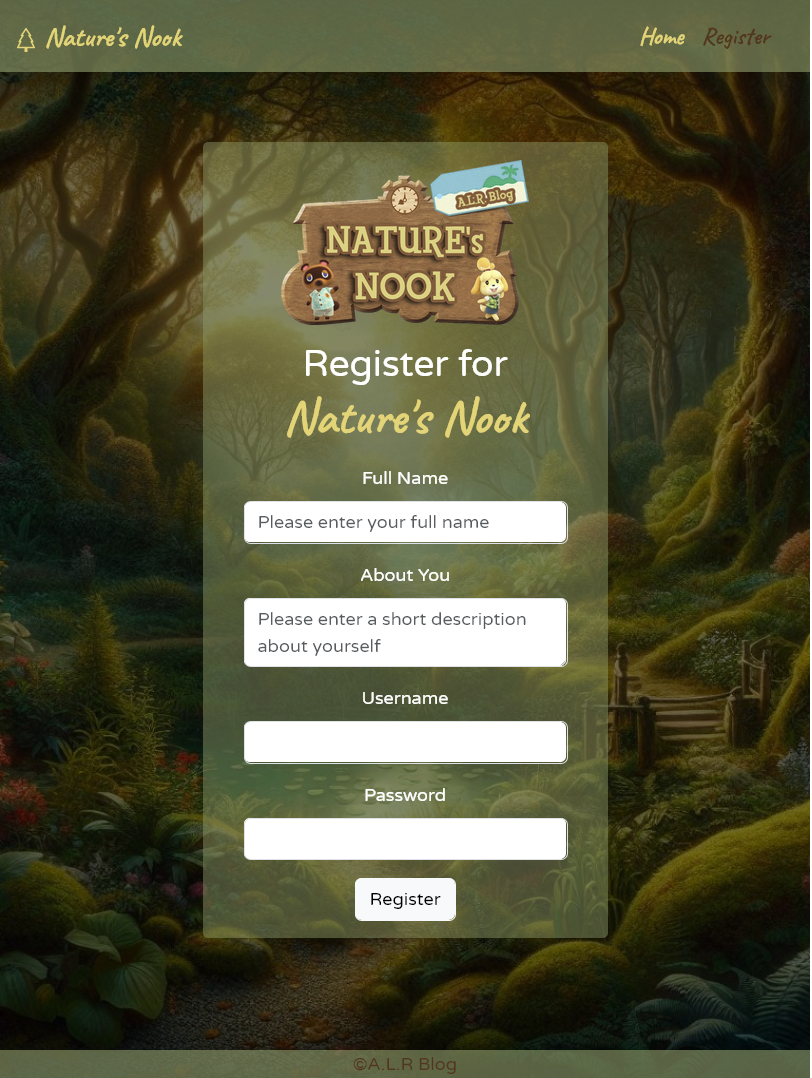 Nature's Nook
Home
Register
A.L.R. Blog
NATURE's
NOOK
Register for
Nature's Nook
Full Name
Please enter your full name
About You
Please enter a short description
about yourself
Username
Password
Register
©A.L.R Blog